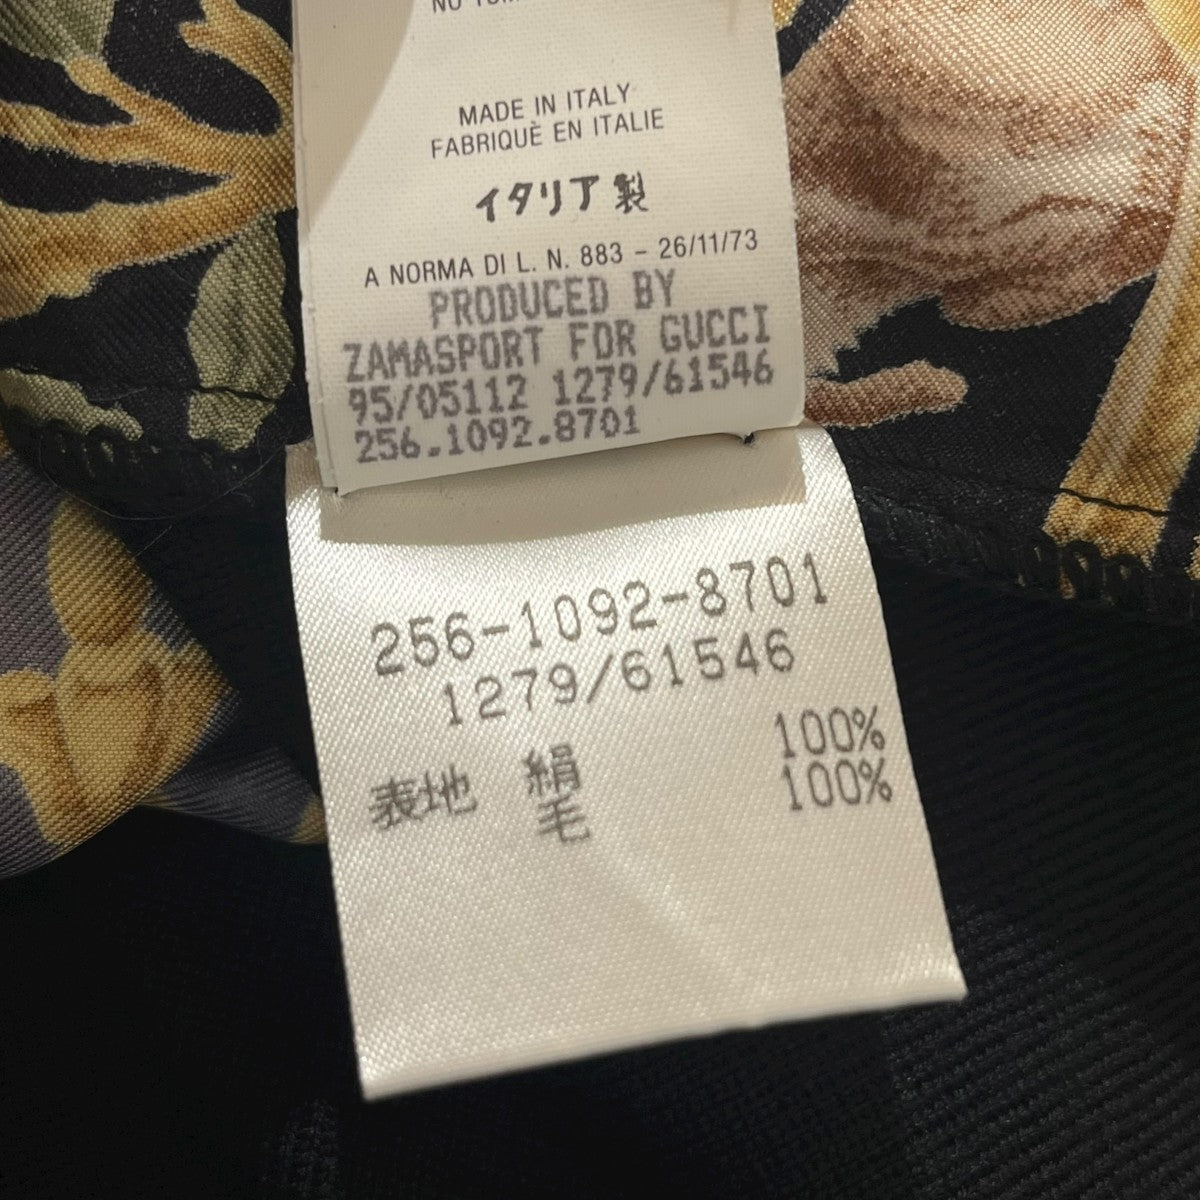 MADE IN ITALY
FABRIQUÈ EN ITALIE
イタリア製
A NORMA DI L. N. 883 - 26/11/73
PRODUCED BY
ZAMASPORT FOR GUCCI
95/05112 1279/61546
256.1092.8701
256-1092-8701
1279/61546
表地 絹 100%
毛 100%